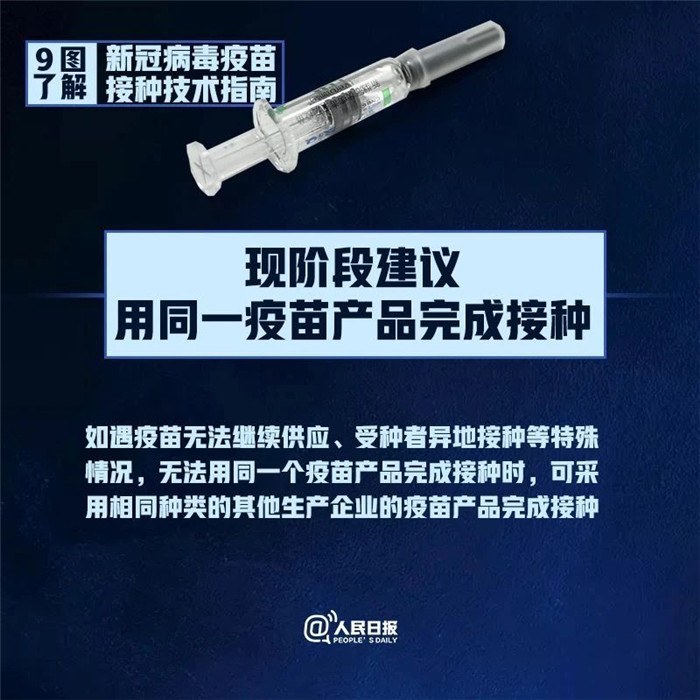 9图
了解
新冠病毒疫苗
接种技术指南
现阶段建议
用同一疫苗产品完成接种
如遇疫苗无法继续供应、受种者异地接种等特殊
情况，无法用同一个疫苗产品完成接种时，可采
用相同种类的其他生产企业的疫苗产品完成接种
@人民日报
PEOPLE'S DAILY